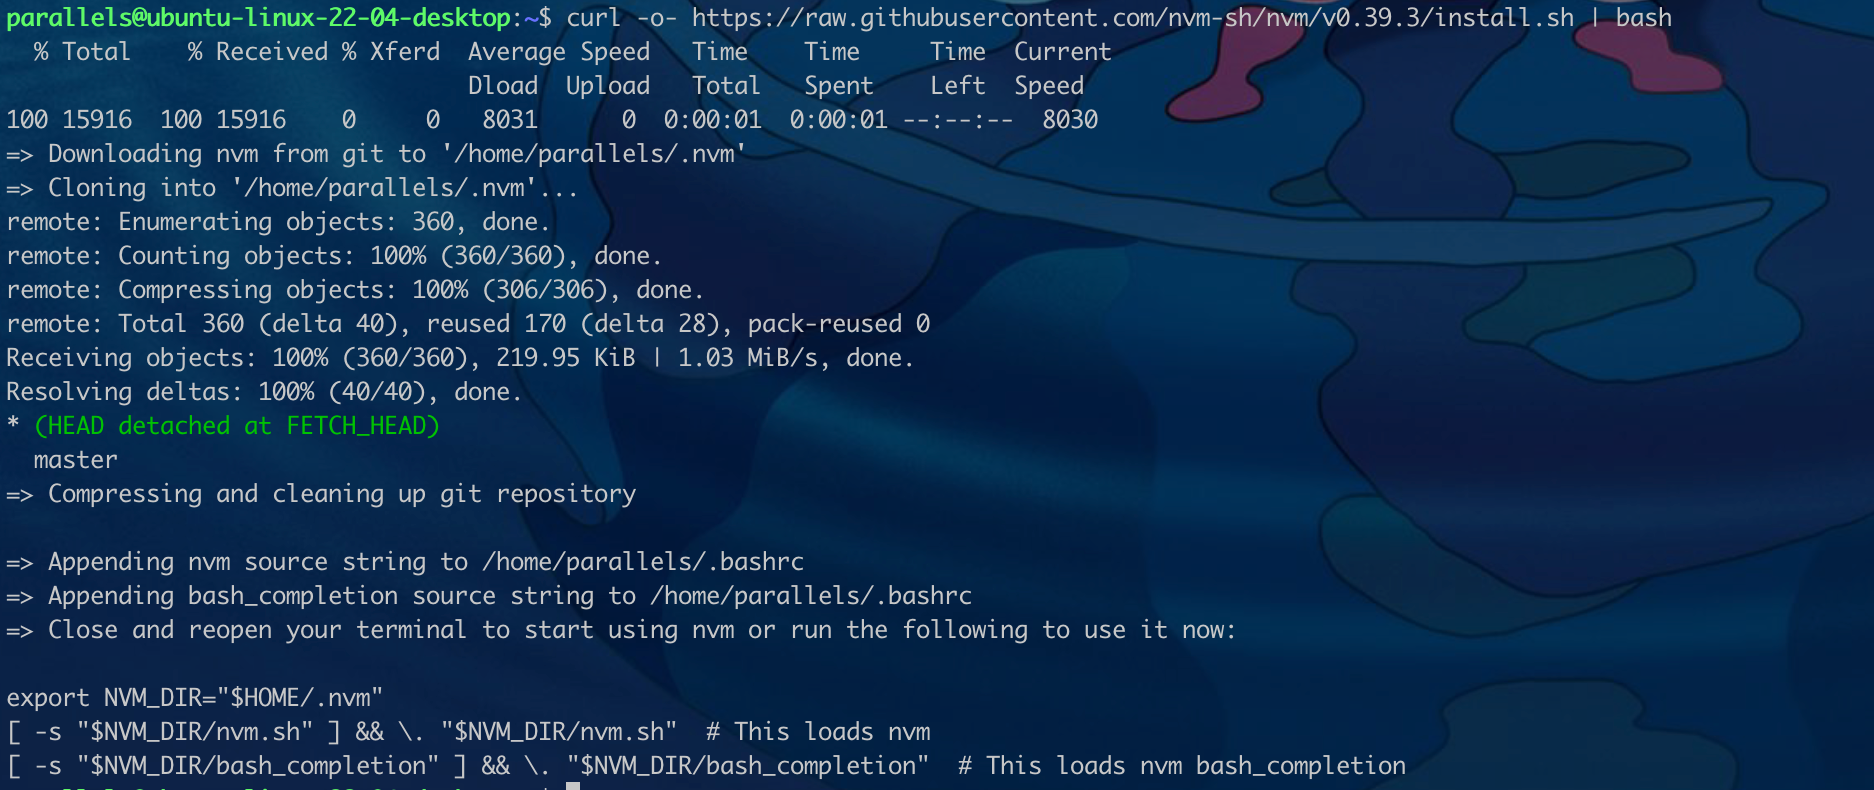 parallels@ubuntu-linux-22-04-desktop:~$ curl -o- https://raw.githubusercontent.com/nvm-sh/nvm/v0.39.3/install.sh | bash
  % Total    % Received % Xferd  Average Speed   Time    Time     Time  Current
                                 Dload  Upload   Total   Spent    Left  Speed
100 15916  100 15916    0     0   8031      0  0:00:01  0:00:01 --:--:--  8030
=> Downloading nvm from git to '/home/parallels/.nvm'
=> Cloning into '/home/parallels/.nvm'...
remote: Enumerating objects: 360, done.
remote: Counting objects: 100% (360/360), done.
remote: Compressing objects: 100% (306/306), done.
remote: Total 360 (delta 40), reused 170 (delta 28), pack-reused 0
Receiving objects: 100% (360/360), 219.95 KiB | 1.03 MiB/s, done.
Resolving deltas: 100% (40/40), done.
* (HEAD detached at FETCH_HEAD)
  master
=> Compressing and cleaning up git repository
=> Appending nvm source string to /home/parallels/.bashrc
=> Appending bash_completion source string to /home/parallels/.bashrc
=> Close and reopen your terminal to start using nvm or run the following to use it now:
export NVM_DIR="$HOME/.nvm"
[ -s "$NVM_DIR/nvm.sh" ] && \. "$NVM_DIR/nvm.sh"  # This loads nvm
[ -s "$NVM_DIR/bash_completion" ] && \. "$NVM_DIR/bash_completion"  # This loads nvm bash_completion